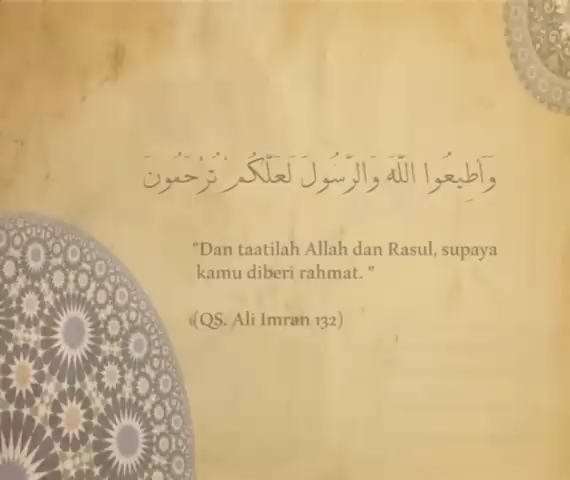 وَأَطِيعُوا اللَّهَ وَالرَّسُولَ لَعَلَّكُمْ تُرْحَمُونَ
"Dan taatilah Allah dan Rasul, supaya
kamu diberi rahmat. "
(QS. Ali Imran 132)